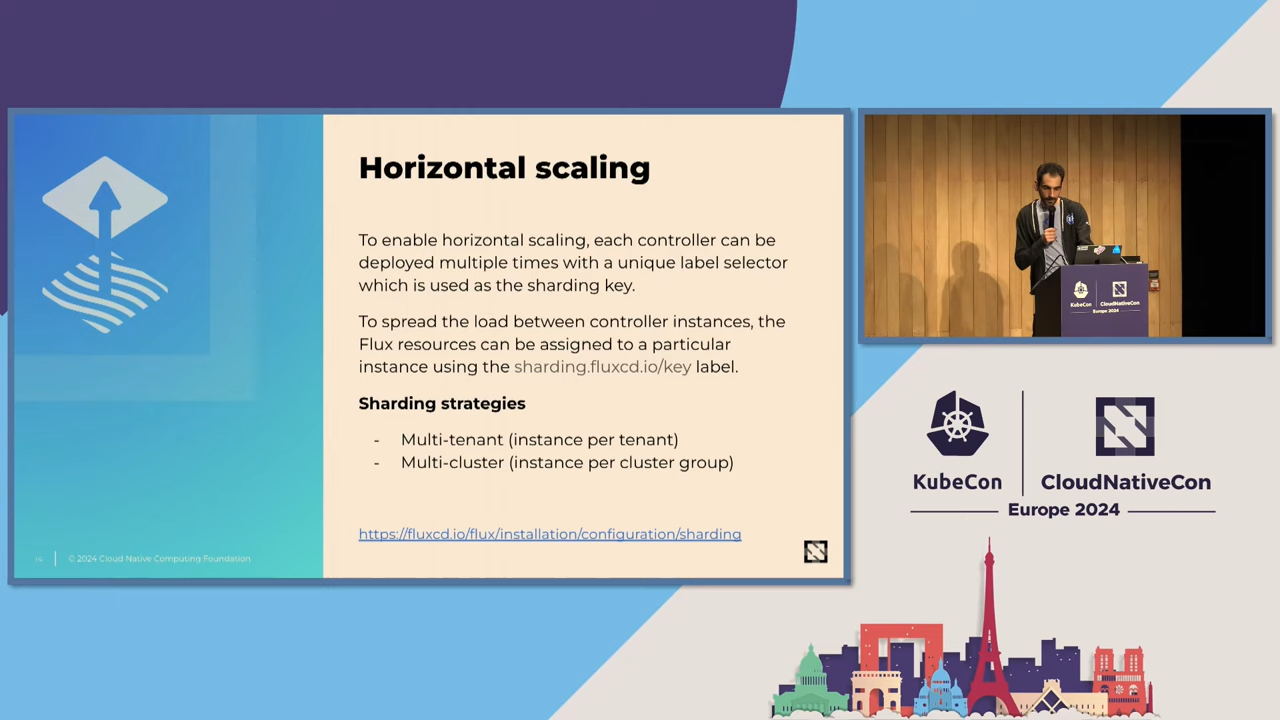 Horizontal scaling
To enable horizontal scaling, each controller can be
deployed multiple times with a unique label selector
which is used as the sharding key.
To spread the load between controller instances, the
Flux resources can be assigned to a particular
instance using the sharding.fluxcd.io/key label.
Sharding strategies
- Multi-tenant (instance per tenant)
- Multi-cluster (instance per cluster group)
https://fluxcd.io/flux/installation/configuration/sharding
© 2024 Cloud Native Computing Foundation
KubeCon
CloudNativeCon
Europe 2024
KubeCon
CloudNativeCon
Europe 2024